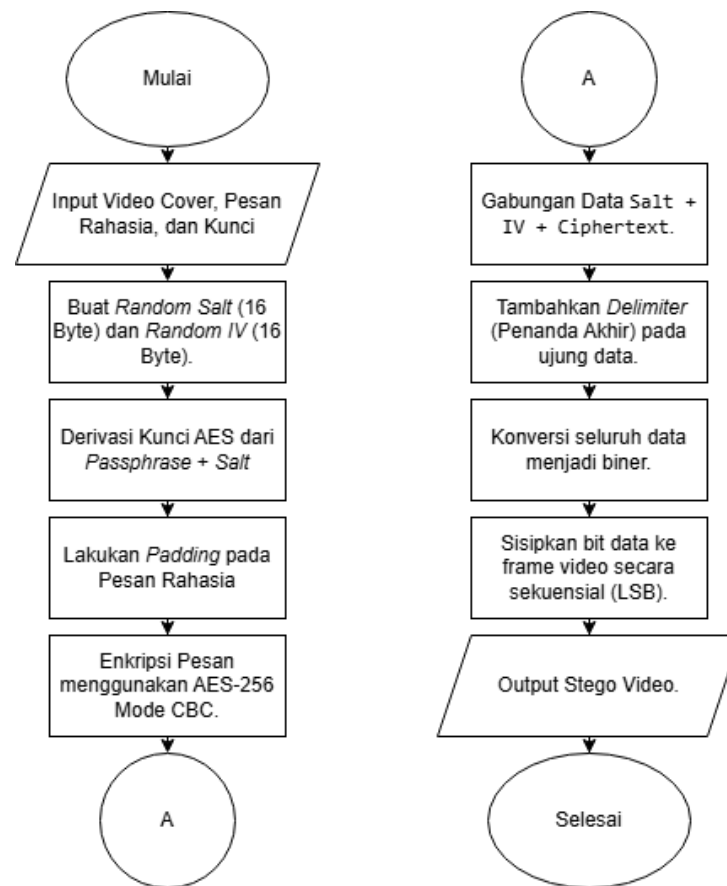 Mulai
Input Video Cover, Pesan
Rahasia, dan Kunci
Buat Random Salt (16
Byte) dan Random IV (16
Byte).
Derivasi Kunci AES dari
Passphrase + Salt
Lakukan Padding pada
Pesan Rahasia
Enkripsi Pesan
menggunakan AES-256
Mode CBC.
A
A
Gabungan Data Salt +
IV + Ciphertext.
Tambahkan Delimiter
(Penanda Akhir) pada
ujung data.
Konversi seluruh data
menjadi biner.
Sisipkan bit data ke
frame video secara
sekuensial (LSB).
Output Stego Video.
Selesai